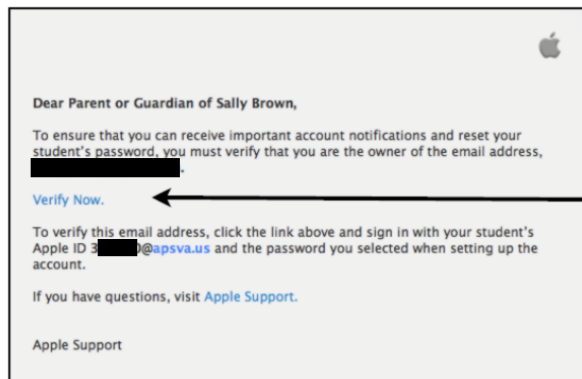 Dear Parent or Guardian of Sally Brown,
To ensure that you can receive important account notifications and reset your
student's password, you must verify that you are the owner of the email address,
.
Verify Now.
To verify this email address, click the link above and sign in with your student's
Apple ID 3 0@apsva.us and the password you selected when setting up the
account.
If you have questions, visit Apple Support.
Apple Support